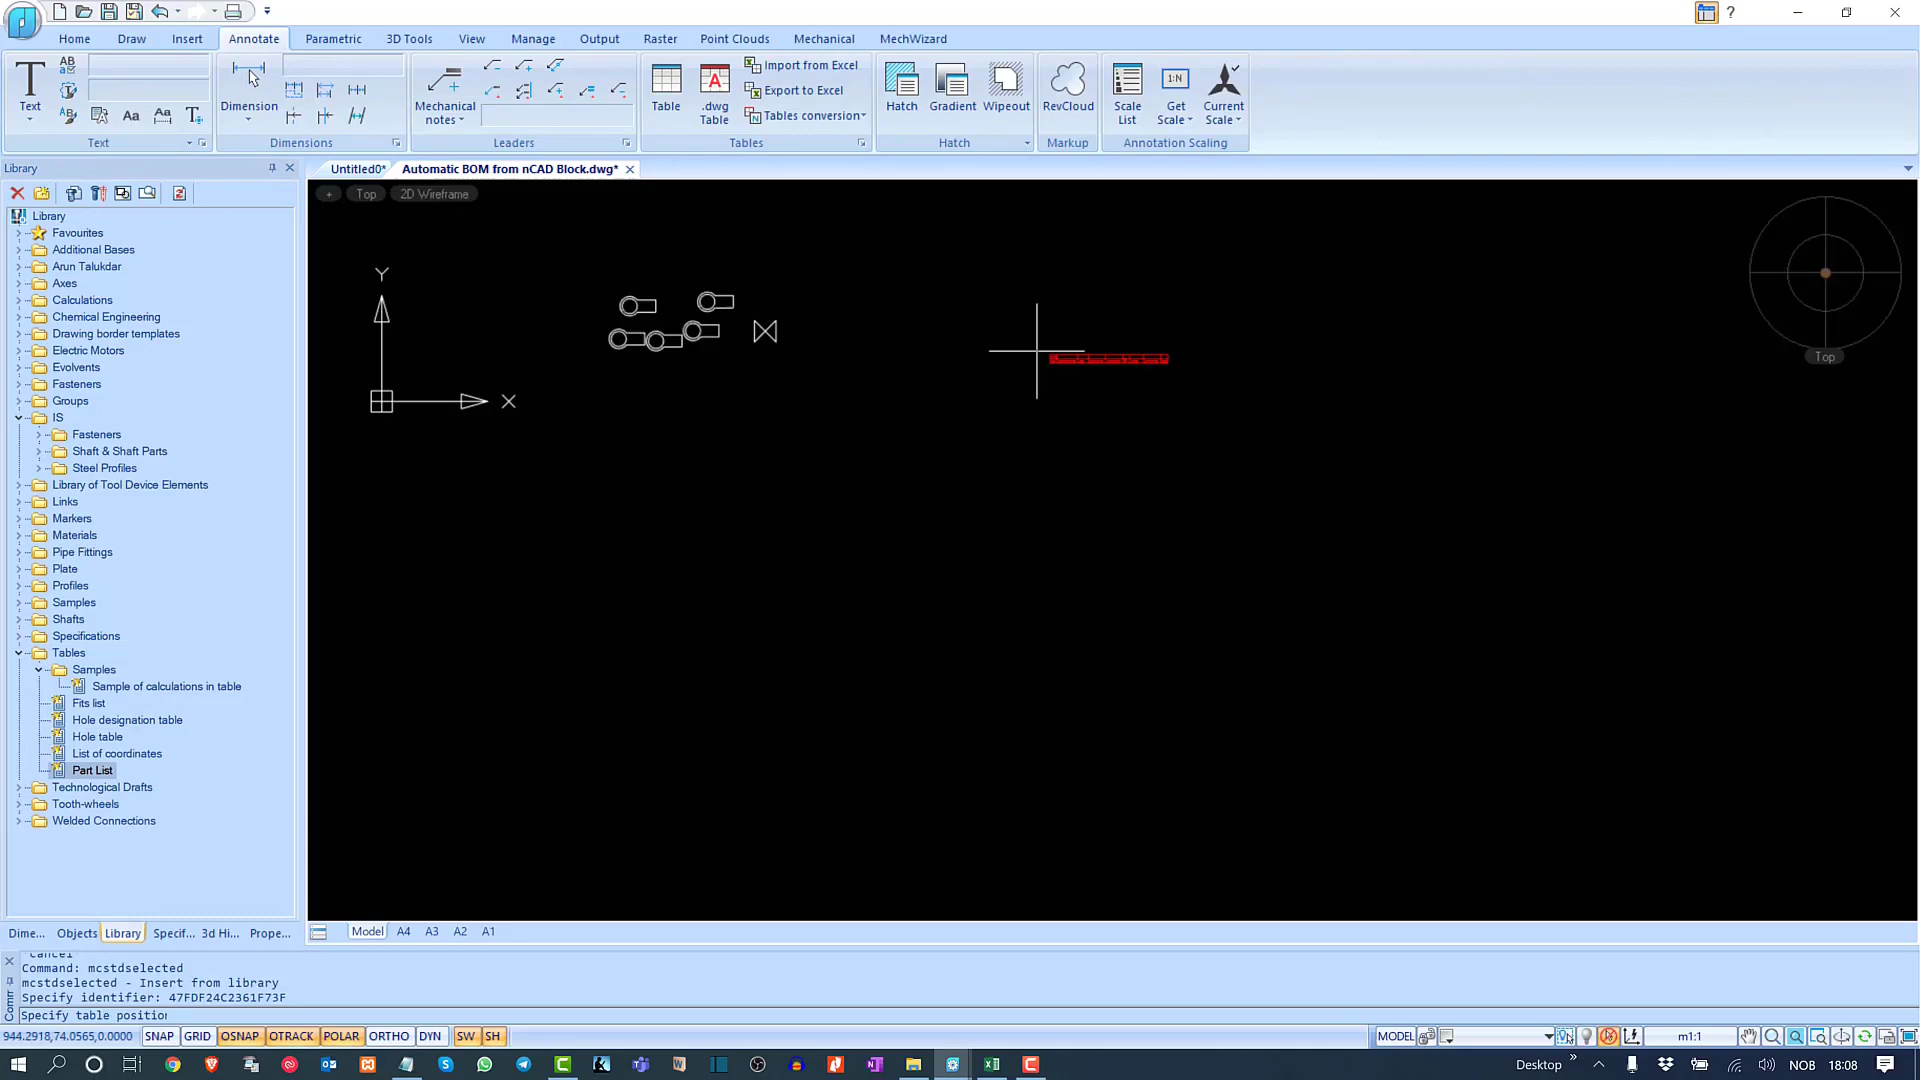 Home Draw Insert Annotate Parametric 3D Tools View Manage Output Raster Point Clouds Mechanical MechWizard
Text
Dimension
Mechanical notes
Table
.dwg Table
Import from Excel
Export to Excel
Tables conversion
Hatch
Gradient
Wipeout
RevCloud
Scale List
1:N
Get Scale
Current Scale
Text Dimensions Leaders Tables Hatch Markup Annotation Scaling
Library
Untitled0*
Automatic BOM from nCAD Block.dwg*
+ Top 2D Wireframe
Library
Favourites
Additional Bases
Arun Talukdar
Axes
Calculations
Chemical Engineering
Drawing border templates
Electric Motors
Evolvents
Fasteners
Groups
IS
Fasteners
Shaft & Shaft Parts
Steel Profiles
Library of Tool Device Elements
Links
Markers
Materials
Pipe Fittings
Plate
Profiles
Samples
Shafts
Specifications
Tables
Samples
Sample of calculations in table
Fits list
Hole designation table
Hole table
List of coordinates
Part List
Technological Drafts
Tooth-wheels
Welded Connections
Y
X
Top
Dime... Objects Library Specif... 3d Hi... Prope...
Model A4 A3 A2 A1
Command: mcstdselected
mcstdselected - Insert from library
Specify identifier: 47FDF24C2361F73F
Specify table position
944.2918,74.0565,0.0000 SNAP GRID OSNAP OTRACK POLAR ORTHO DYN SW SH MODEL m1:1
Desktop NOB 18:08